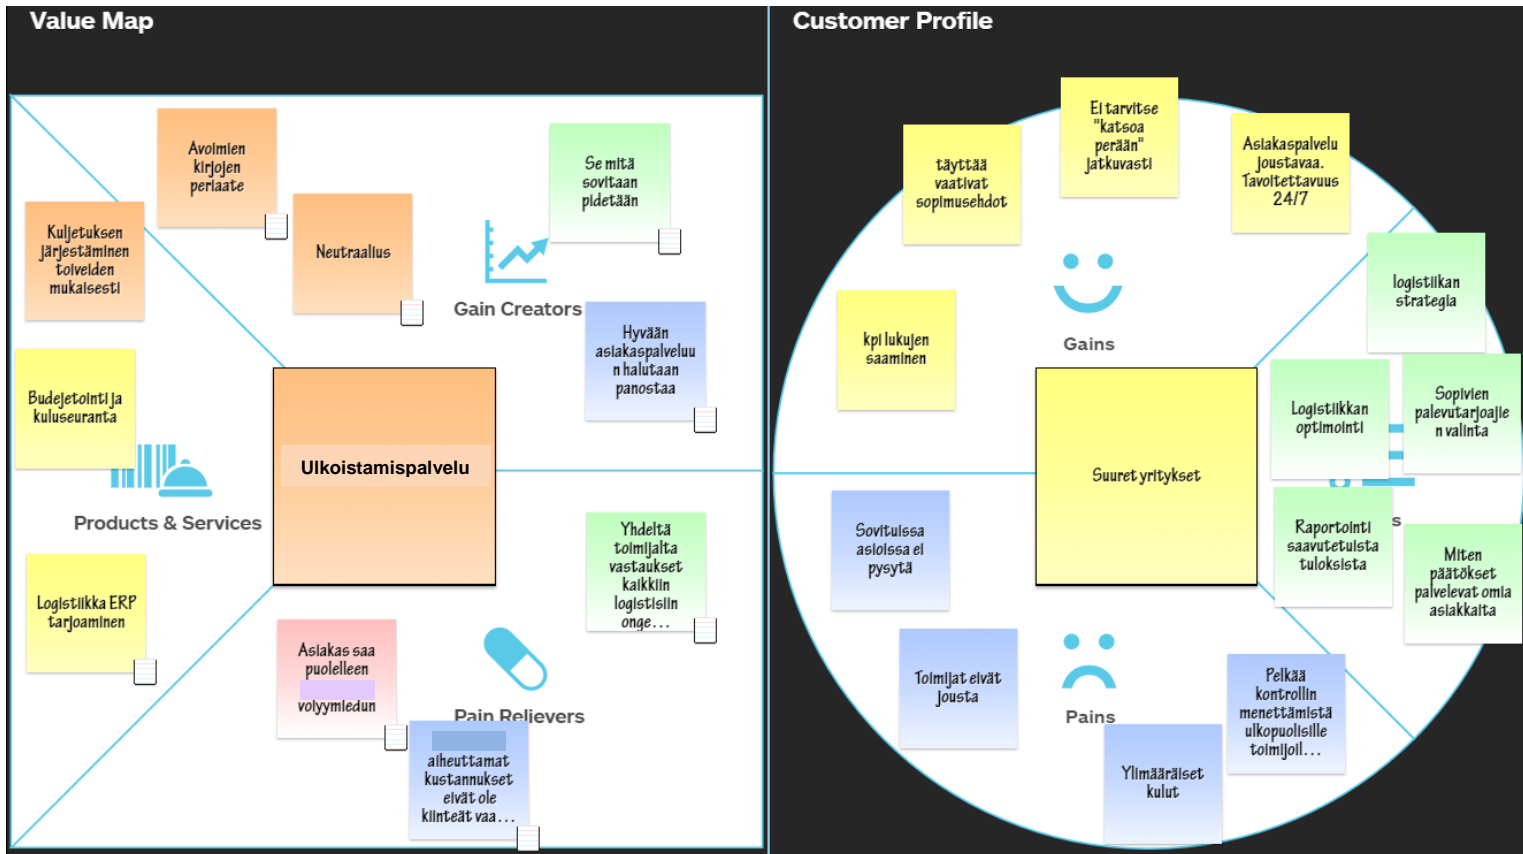 Value Map
Avoimien
kirjojen
periaate
Se mitä
sovitaan
pidetään
Kuljetuksen
järjestäminen
toiveiden
mukaisesti
Neutraalius
Gain Creators
Hyvään
asiakaspalveluu
n halutaan
panostaa
Budejetointi ja
kuluseuranta
Ulkoistamispalvelu
Products & Services
Logistiikka ERP
tarjoaminen
Yhdeltä
toimijalta
vastaukset
kaikkiin
logistisiin
onge...
Asiakas saa
puolelleen
volyymiedun
Pain Relievers
aiheuttamat
kustannukset
eivät ole
kiinteät vaa...
Customer Profile
täyttää
vaativat
sopimusehdot
Ei tarvitse
"katsoa
perään"
jatkuvasti
Asiakaspalvelu
joustavaa.
Tavoitettavuus
24/7
kpi lukujen
saaminen
Gains
logistiikan
strategia
Logistiikkan
optimointi
Sopivien
palevutarjoajie
n valinta
Suuret yritykset
s
Raportointi
saavutetuista
tuloksista
Miten
päätökset
palvelevat omia
asiakkaita
Sovituissa
asioissa ei
pysytä
Toimijat eivät
jousta
Pains
Pelkää
kontrollin
menettämistä
ulkopuolisille
toimijoil...
Ylimääräiset
kulut